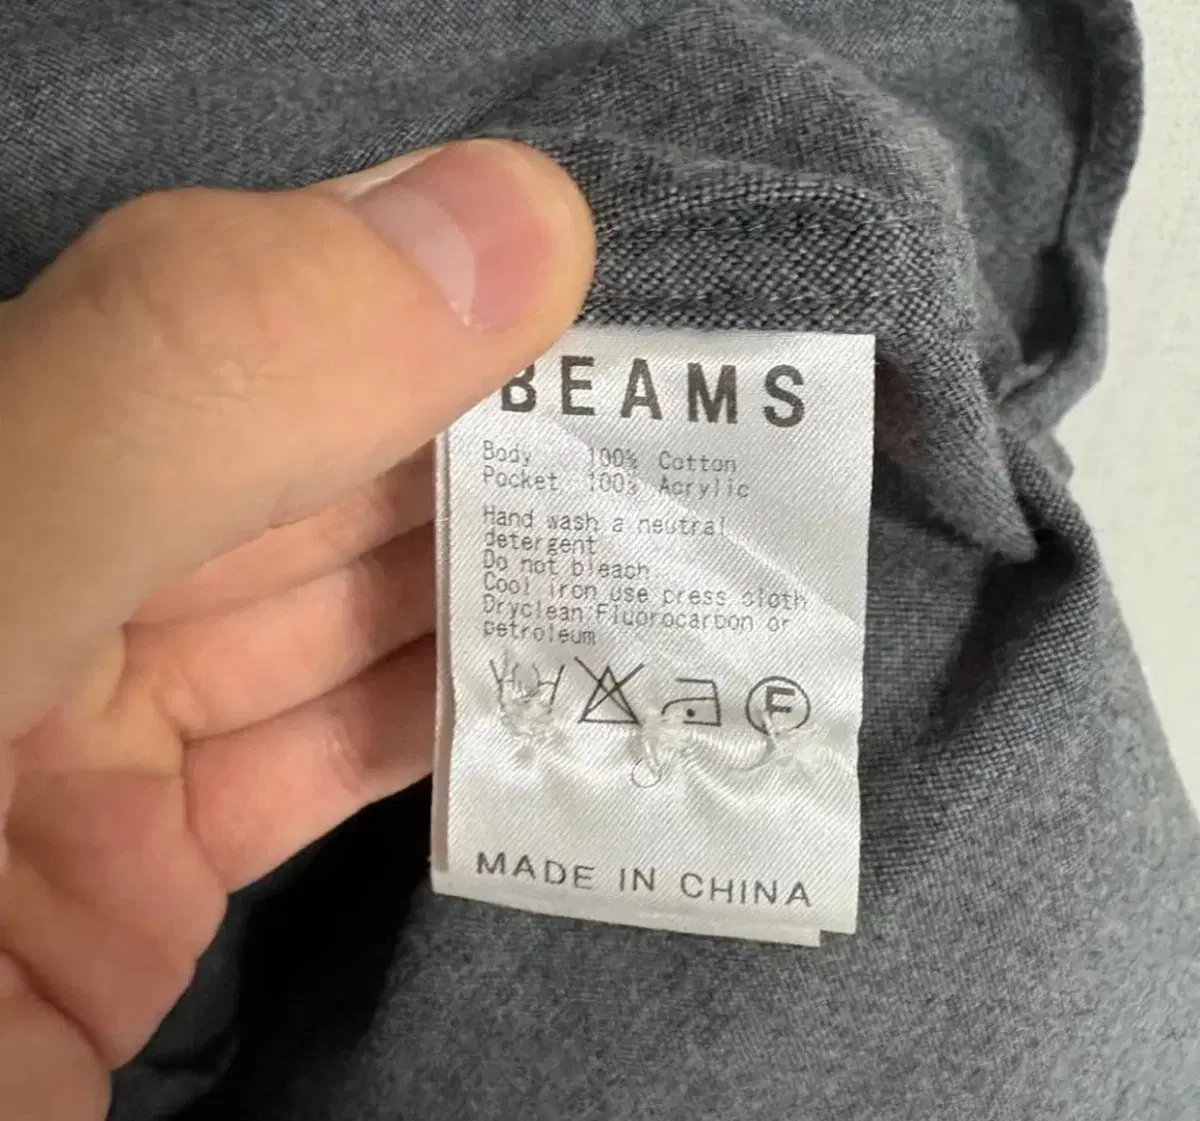 BEAMS
Body 100% Cotton
Pocket 100% Acrylic
Hand wash a neutral
detergent
Do not bleach
Cool iron use press cloth
Dryclean:Fluorocarbon or
petroleum
F
MADE IN CHINA